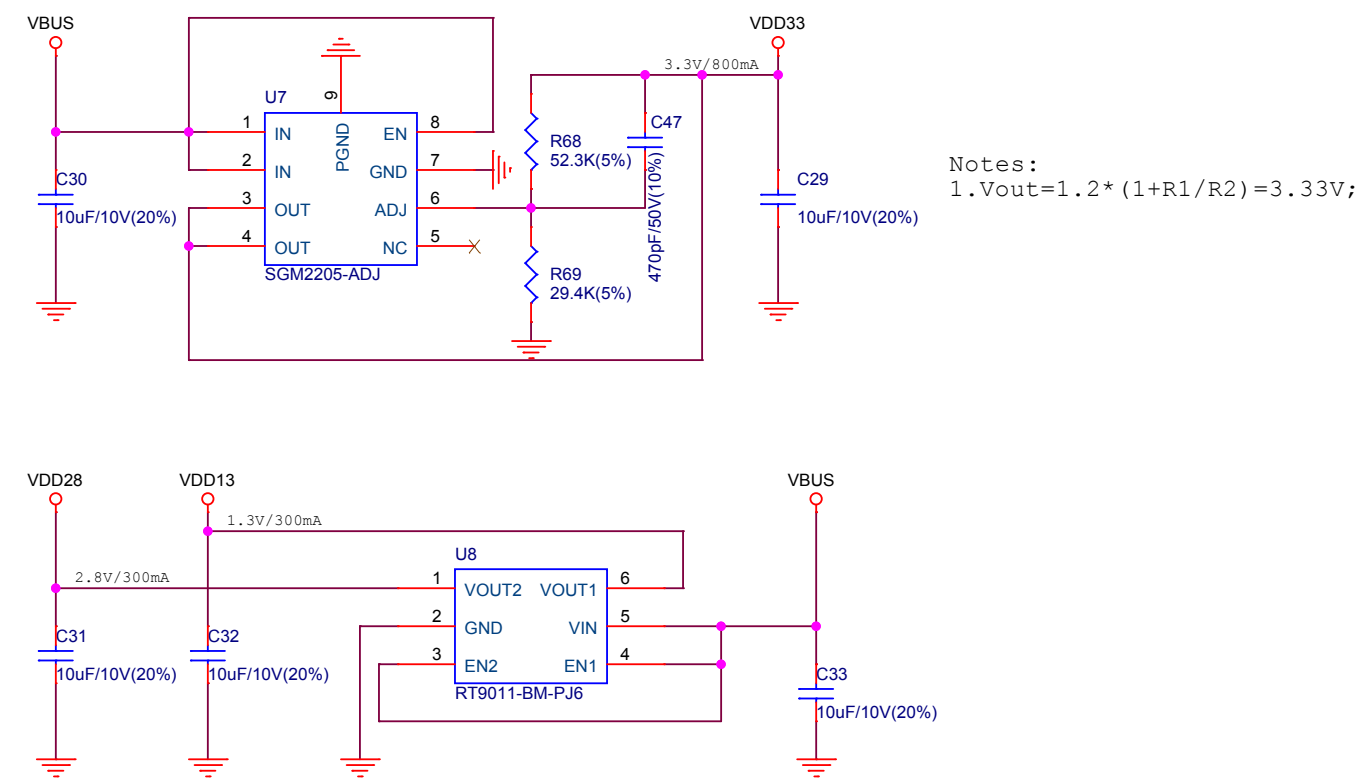 VBUS
VDD33
3.3V/800mA
U7
9
1
IN
PGND
EN
8
2
IN
GND
7
3
OUT
ADJ
6
4
OUT
NC
5
SGM2205-ADJ
C30
10uF/10V(20%)
R68
52.3K(5%)
C47
470pF/50V(10%)
R69
29.4K(5%)
C29
10uF/10V(20%)
Notes:
1.Vout=1.2*(1+R1/R2)=3.33V;
VDD28
VDD13
VBUS
1.3V/300mA
2.8V/300mA
U8
1
VOUT2
VOUT1
6
2
GND
VIN
5
3
EN2
EN1
4
RT9011-BM-PJ6
C31
10uF/10V(20%)
C32
10uF/10V(20%)
C33
10uF/10V(20%)